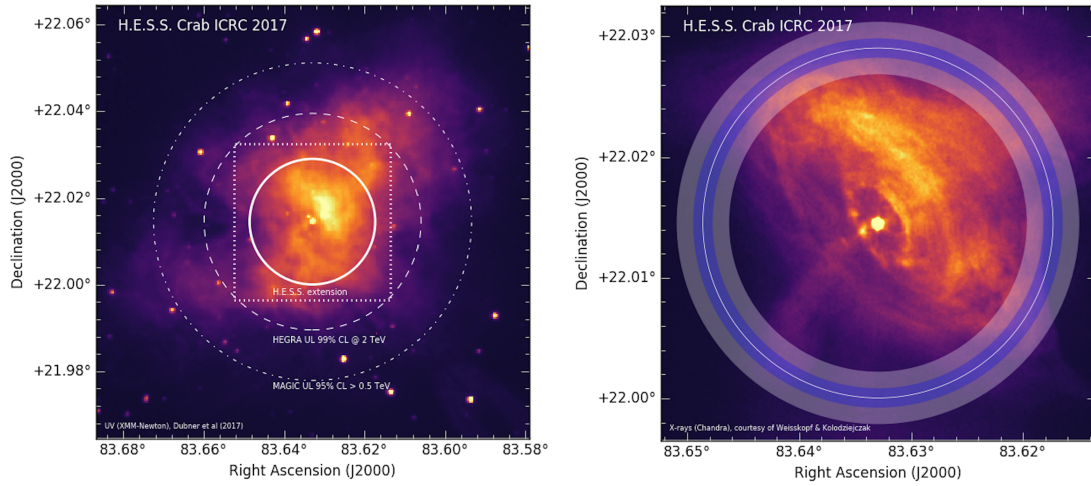 H.E.S.S. Crab ICRC 2017
+22.06°
+22.04°
+22.02°
+22.00°
+21.98°
Declination (J2000)
H.E.S.S. extension
HEGRA UL 99% CL @ 2 TeV
MAGIC UL 95% CL > 0.5 TeV
UV (XMM-Newton), Dubner et al (2017)
83.68° 83.66° 83.64° 83.62° 83.60° 83.58°
Right Ascension (J2000)
H.E.S.S. Crab ICRC 2017
+22.03°
+22.02°
+22.01°
+22.00°
Declination (J2000)
X-rays (Chandra), courtesy of Weisskopf & Kolodziejczak
83.65° 83.64° 83.63° 83.62°
Right Ascension (J2000)